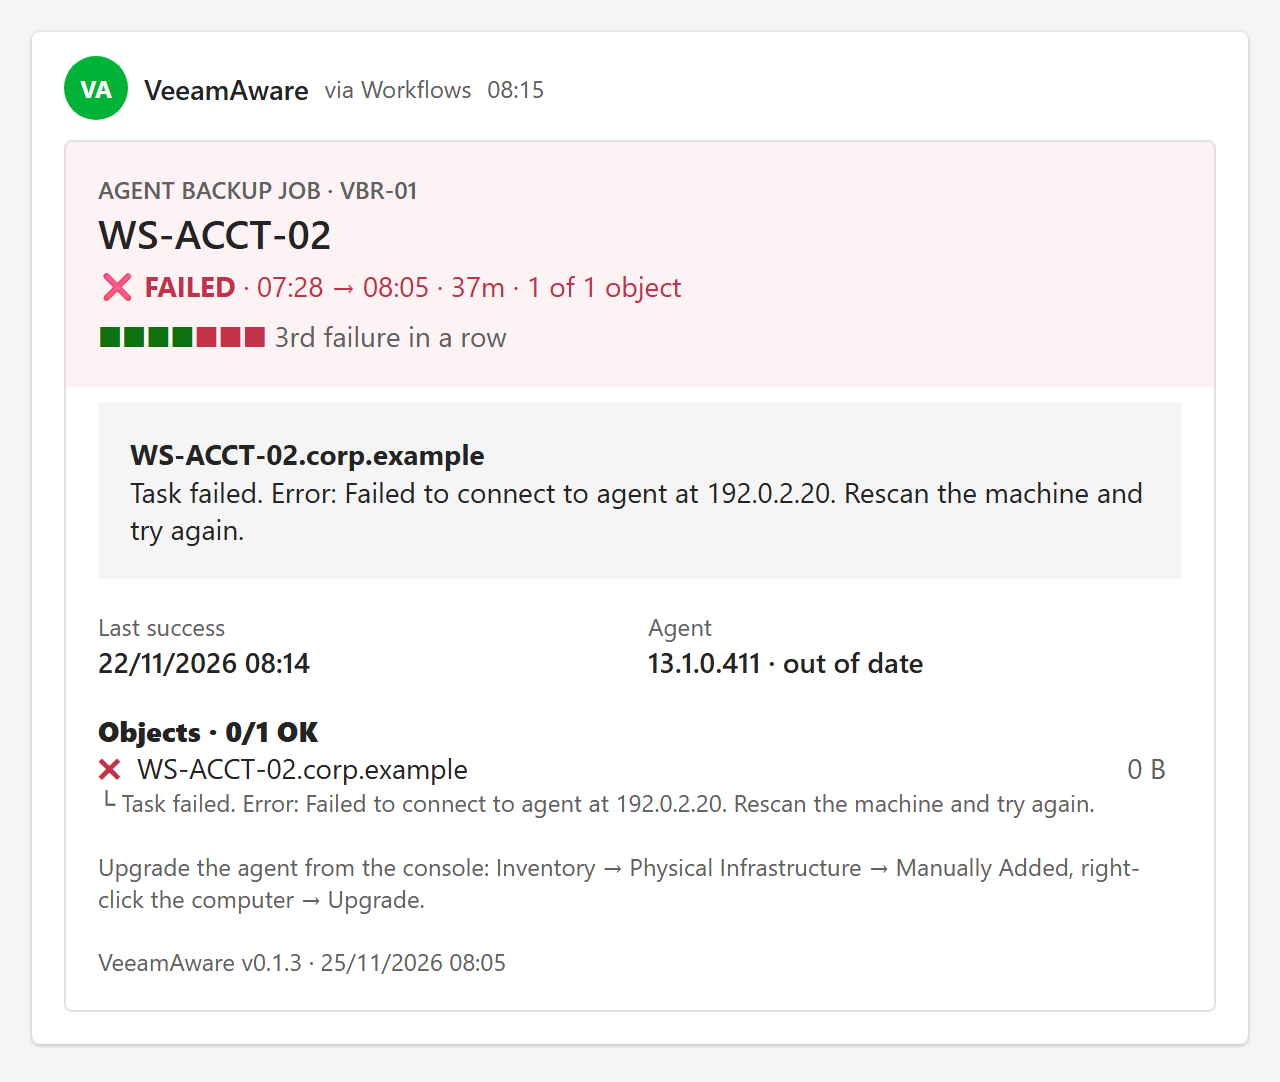 VA VeeamAware via Workflows 08:15
AGENT BACKUP JOB · VBR-01
WS-ACCT-02
❌ FAILED · 07:28 → 08:05 · 37m · 1 of 1 object
■■■■■■■ 3rd failure in a row
WS-ACCT-02.corp.example
Task failed. Error: Failed to connect to agent at 192.0.2.20. Rescan the machine and
try again.
Last success
22/11/2026 08:14
Agent
13.1.0.411 · out of date
Objects · 0/1 OK
❌ WS-ACCT-02.corp.example 0 B
└ Task failed. Error: Failed to connect to agent at 192.0.2.20. Rescan the machine and try again.
Upgrade the agent from the console: Inventory → Physical Infrastructure → Manually Added, right-
click the computer → Upgrade.
VeeamAware v0.1.3 · 25/11/2026 08:05